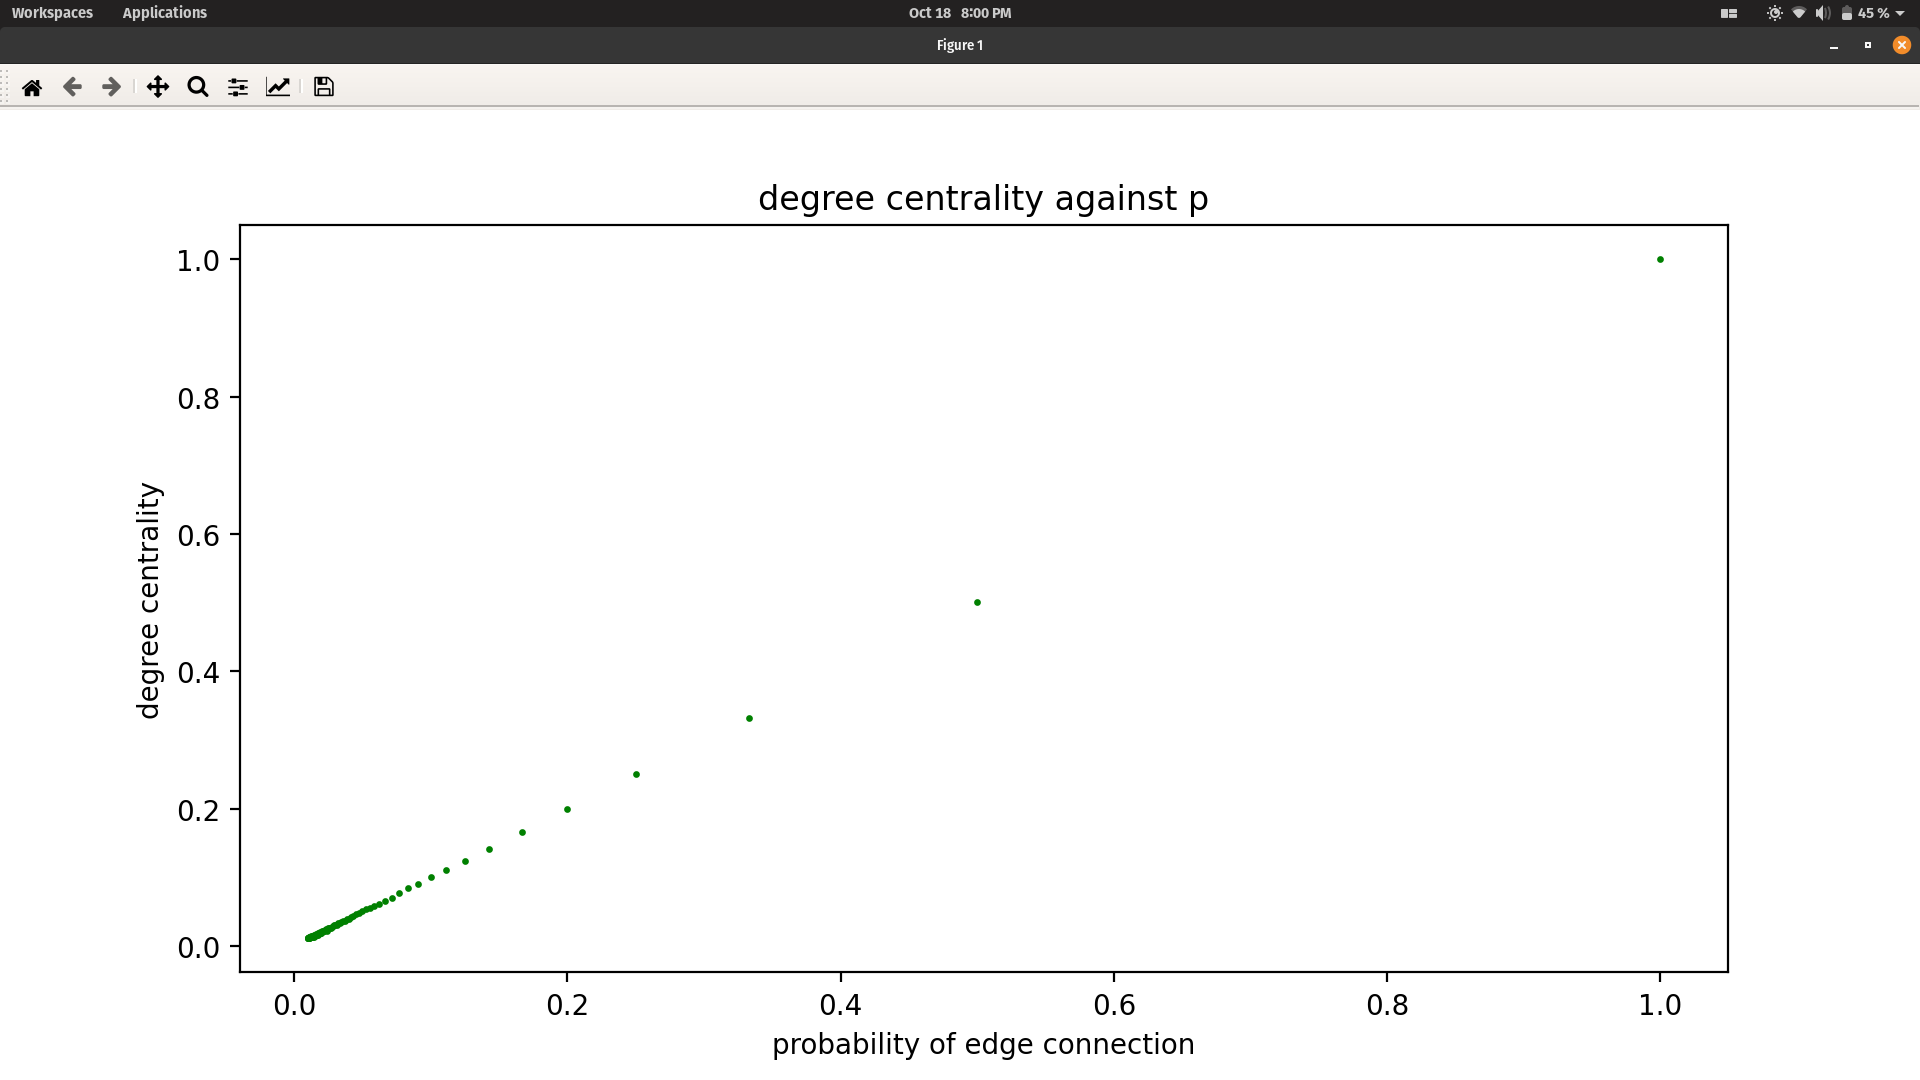 Workspaces Applications Oct 18 8:00 PM 45 %
Figure 1
degree centrality against p
1.0
0.8
0.6
0.4
0.2
0.0
degree centrality
0.0 0.2 0.4 0.6 0.8 1.0
probability of edge connection